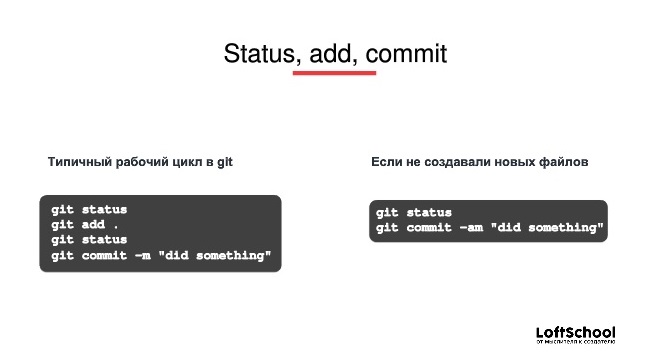 Status, add, commit
Типичный рабочий цикл в git
git status
git add .
git status
git commit -m "did something"
Если не создавали новых файлов
git status
git commit -am "did something"
LoftSchool
от мыслителя к создателю